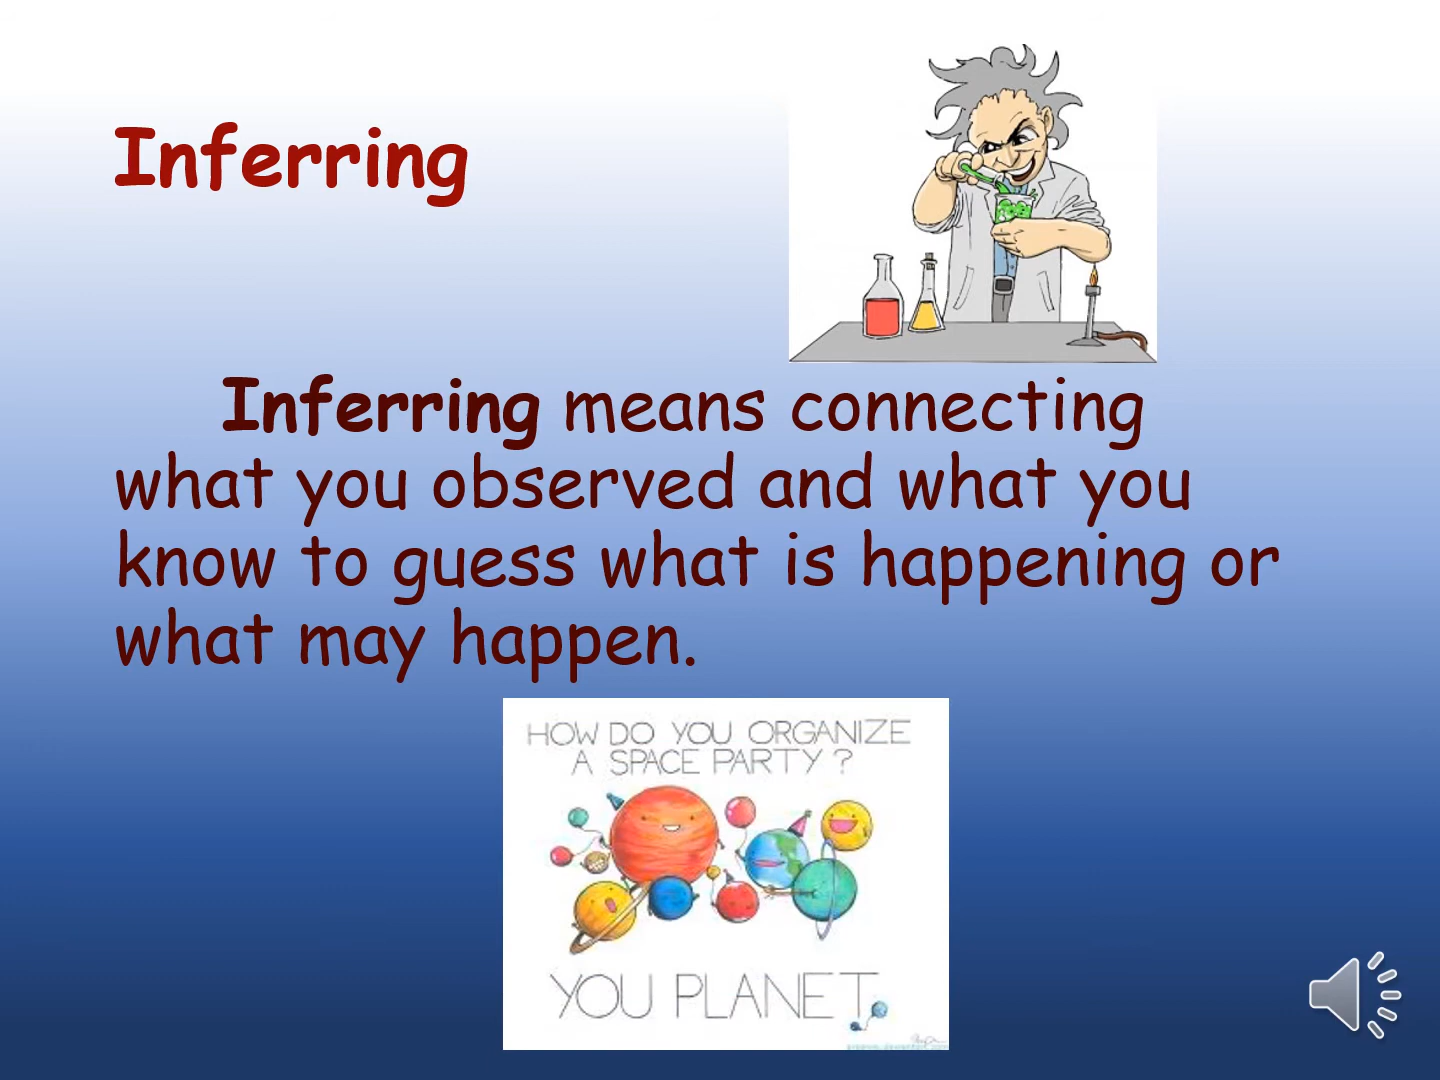 Inferring
Inferring means connecting
what you observed and what you
know to guess what is happening or
what may happen.
HOW DO YOU ORGANIZE
A SPACE PARTY?
YOU PLANET